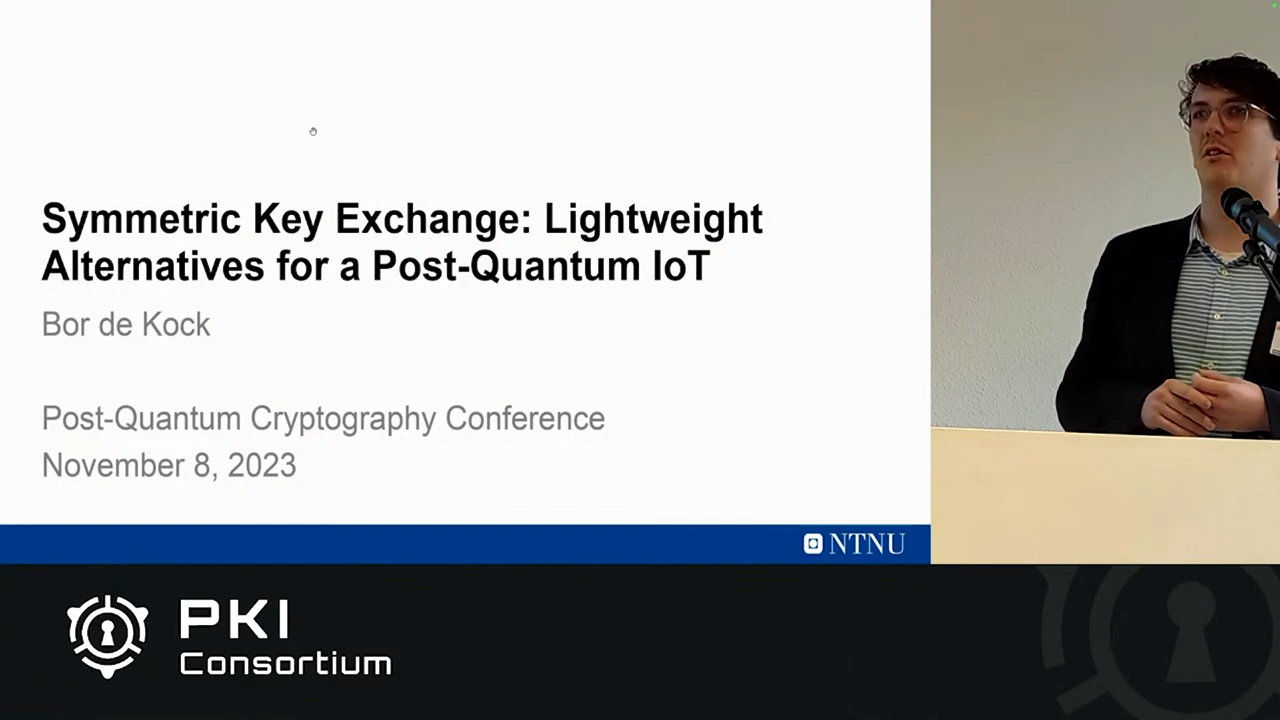 Symmetric Key Exchange: Lightweight
Alternatives for a Post-Quantum IoT
Bor de Kock
Post-Quantum Cryptography Conference
November 8, 2023
NTNU
PKI
Consortium